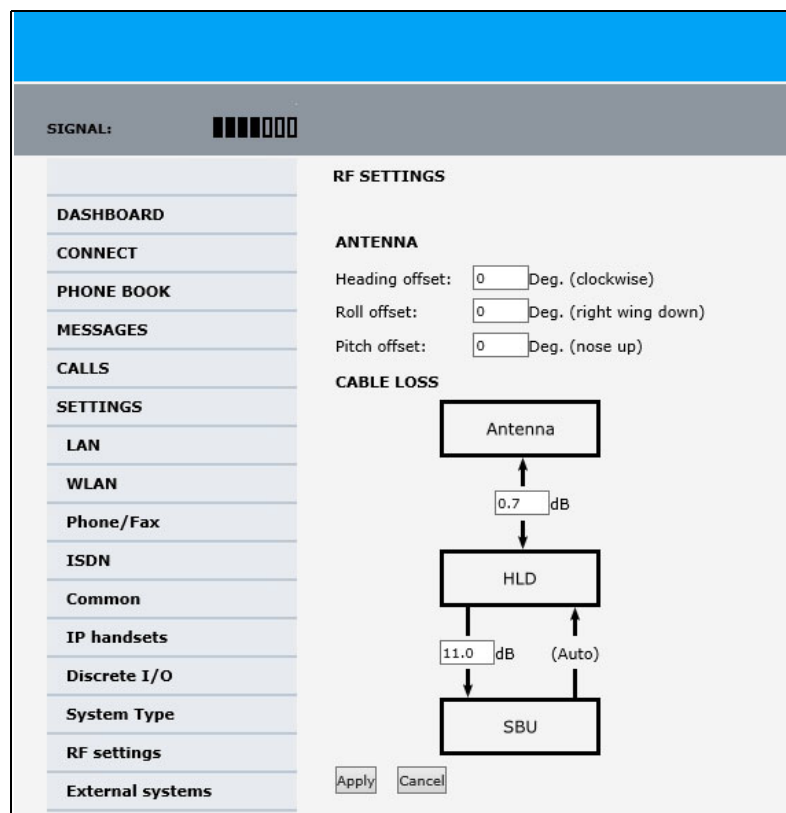 SIGNAL:
DASHBOARD
CONNECT
PHONE BOOK
MESSAGES
CALLS
SETTINGS
LAN
WLAN
Phone/Fax
ISDN
Common
IP handsets
Discrete I/O
System Type
RF settings
External systems
RF SETTINGS
ANTENNA
Heading offset: 0 Deg. (clockwise)
Roll offset: 0 Deg. (right wing down)
Pitch offset: 0 Deg. (nose up)
CABLE LOSS
Antenna
0.7 dB
HLD
11.0 dB (Auto)
SBU
Apply Cancel